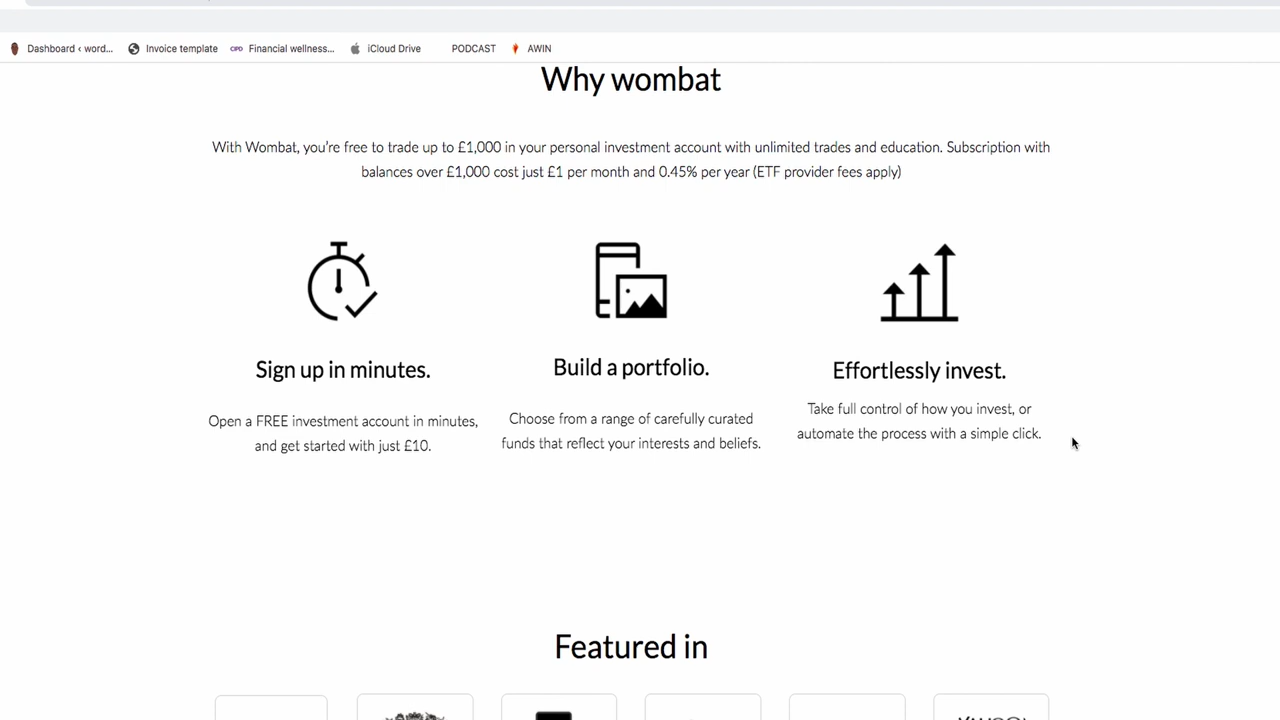 Dashboard ‹ word...
Invoice template
CIPD
Financial wellness...
iCloud Drive
PODCAST
AWIN
Why wombat
With Wombat, you're free to trade up to £1,000 in your personal investment account with unlimited trades and education. Subscription with
balances over £1,000 cost just £1 per month and 0.45% per year (ETF provider fees apply)
Sign up in minutes.
Open a FREE investment account in minutes,
and get started with just £10.
Build a portfolio.
Choose from a range of carefully curated
funds that reflect your interests and beliefs.
Effortlessly invest.
Take full control of how you invest, or
automate the process with a simple click.
Featured in